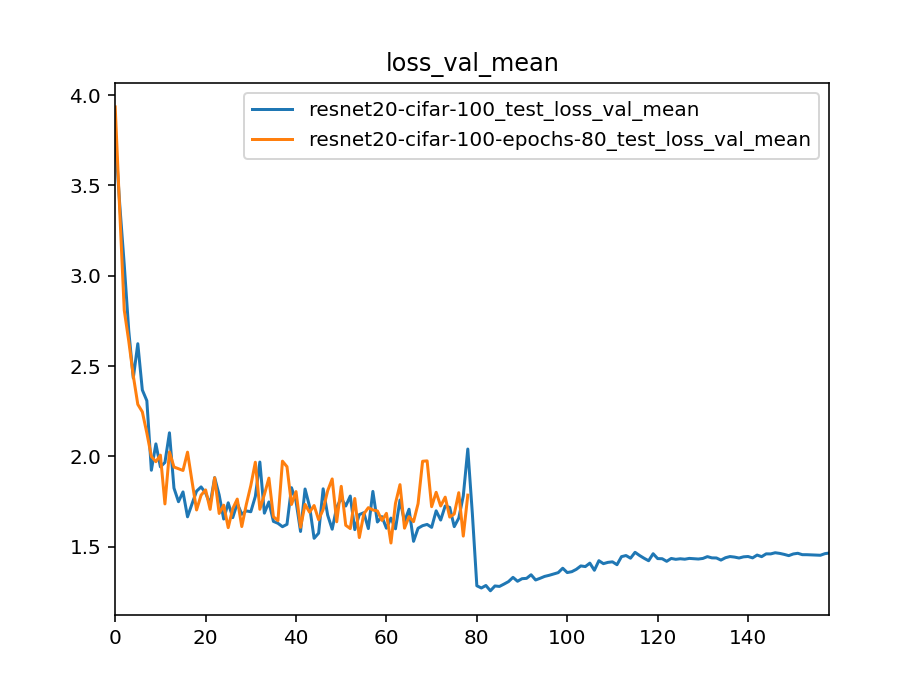 loss_val_mean
resnet20-cifar-100_test_loss_val_mean
resnet20-cifar-100-epochs-80_test_loss_val_mean
4.0
3.5
3.0
2.5
2.0
1.5
0 20 40 60 80 100 120 140